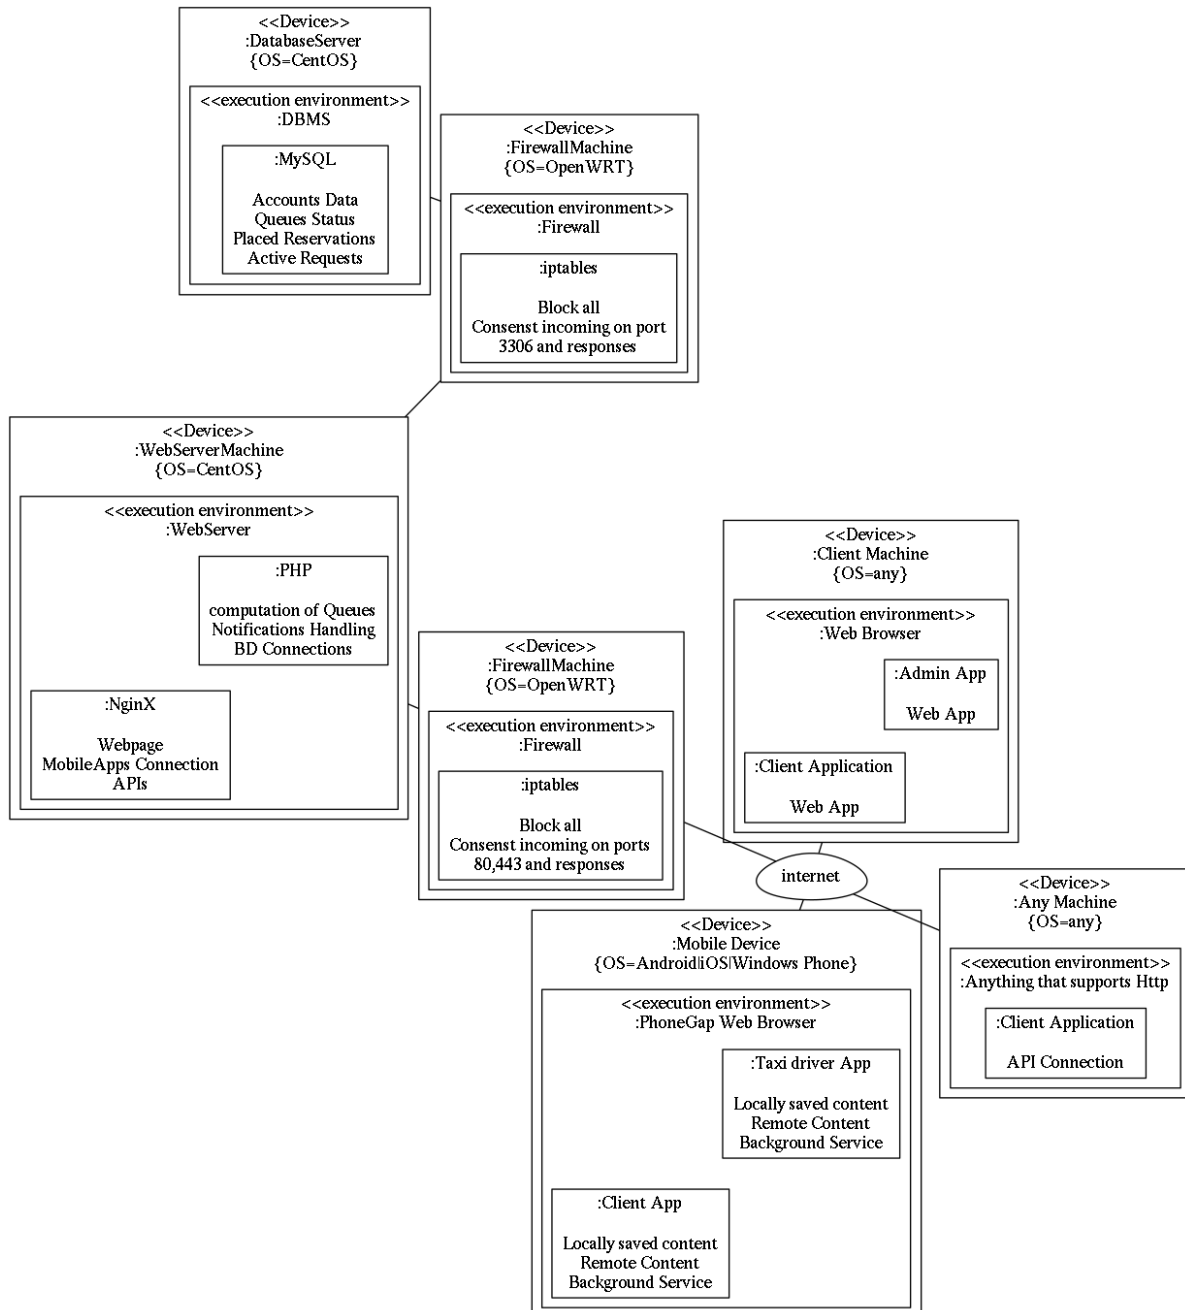 <<Device>>
:DatabaseServer
{OS=CentOS}
<<execution environment>>
:DBMS
:MySQL
Accounts Data
Queues Status
Placed Reservations
Active Requests
<<Device>>
:FirewallMachine
{OS=OpenWRT}
<<execution environment>>
:Firewall
:iptables
Block all
Consenst incoming on port
3306 and responses
<<Device>>
:WebServerMachine
{OS=CentOS}
<<execution environment>>
:WebServer
:PHP
computation of Queues
Notifications Handling
BD Connections
:NginX
Webpage
MobileApps Connection
APIs
<<Device>>
:FirewallMachine
{OS=OpenWRT}
<<execution environment>>
:Firewall
:iptables
Block all
Consenst incoming on ports
80,443 and responses
<<Device>>
:Client Machine
{OS=any}
<<execution environment>>
:Web Browser
:Admin App
Web App
:Client Application
Web App
internet
<<Device>>
:Any Machine
{OS=any}
<<execution environment>>
:Anything that supports Http
:Client Application
API Connection
<<Device>>
:Mobile Device
{OS=Android|iOS|Windows Phone}
<<execution environment>>
:PhoneGap Web Browser
:Taxi driver App
Locally saved content
Remote Content
Background Service
:Client App
Locally saved content
Remote Content
Background Service